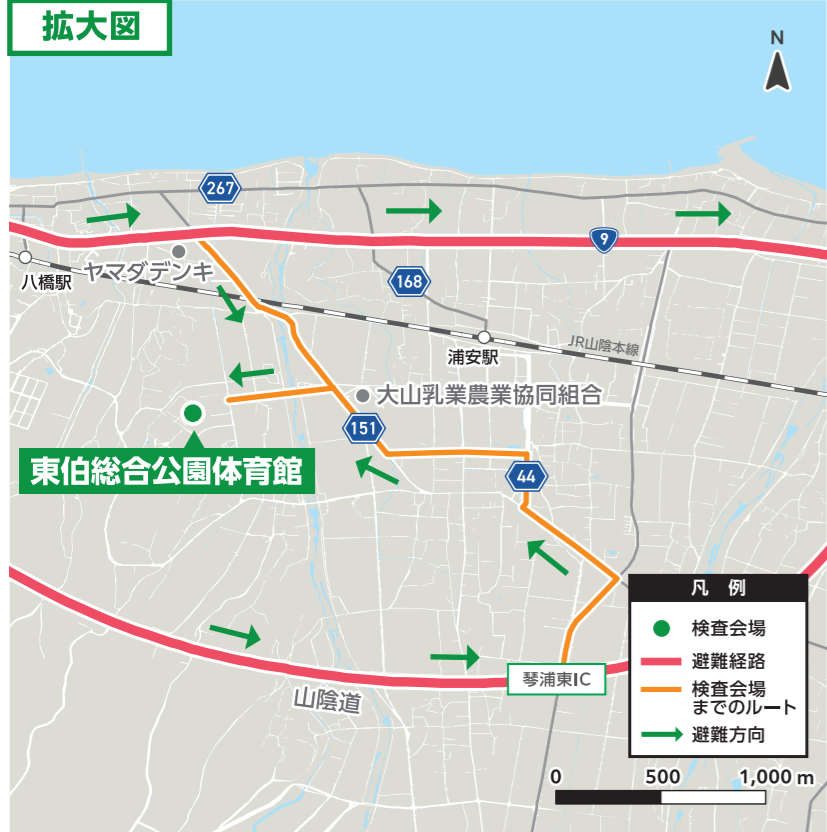 拡大図
N
267
9
八橋駅
ヤマダデンキ
168
浦安駅
JR山陰本線
大山乳業農業協同組合
151
東伯総合公園体育館
44
琴浦東IC
山陰道
凡 例
検査会場
避難経路
検査会場
までのルート
避難方向
0 500 1,000 m